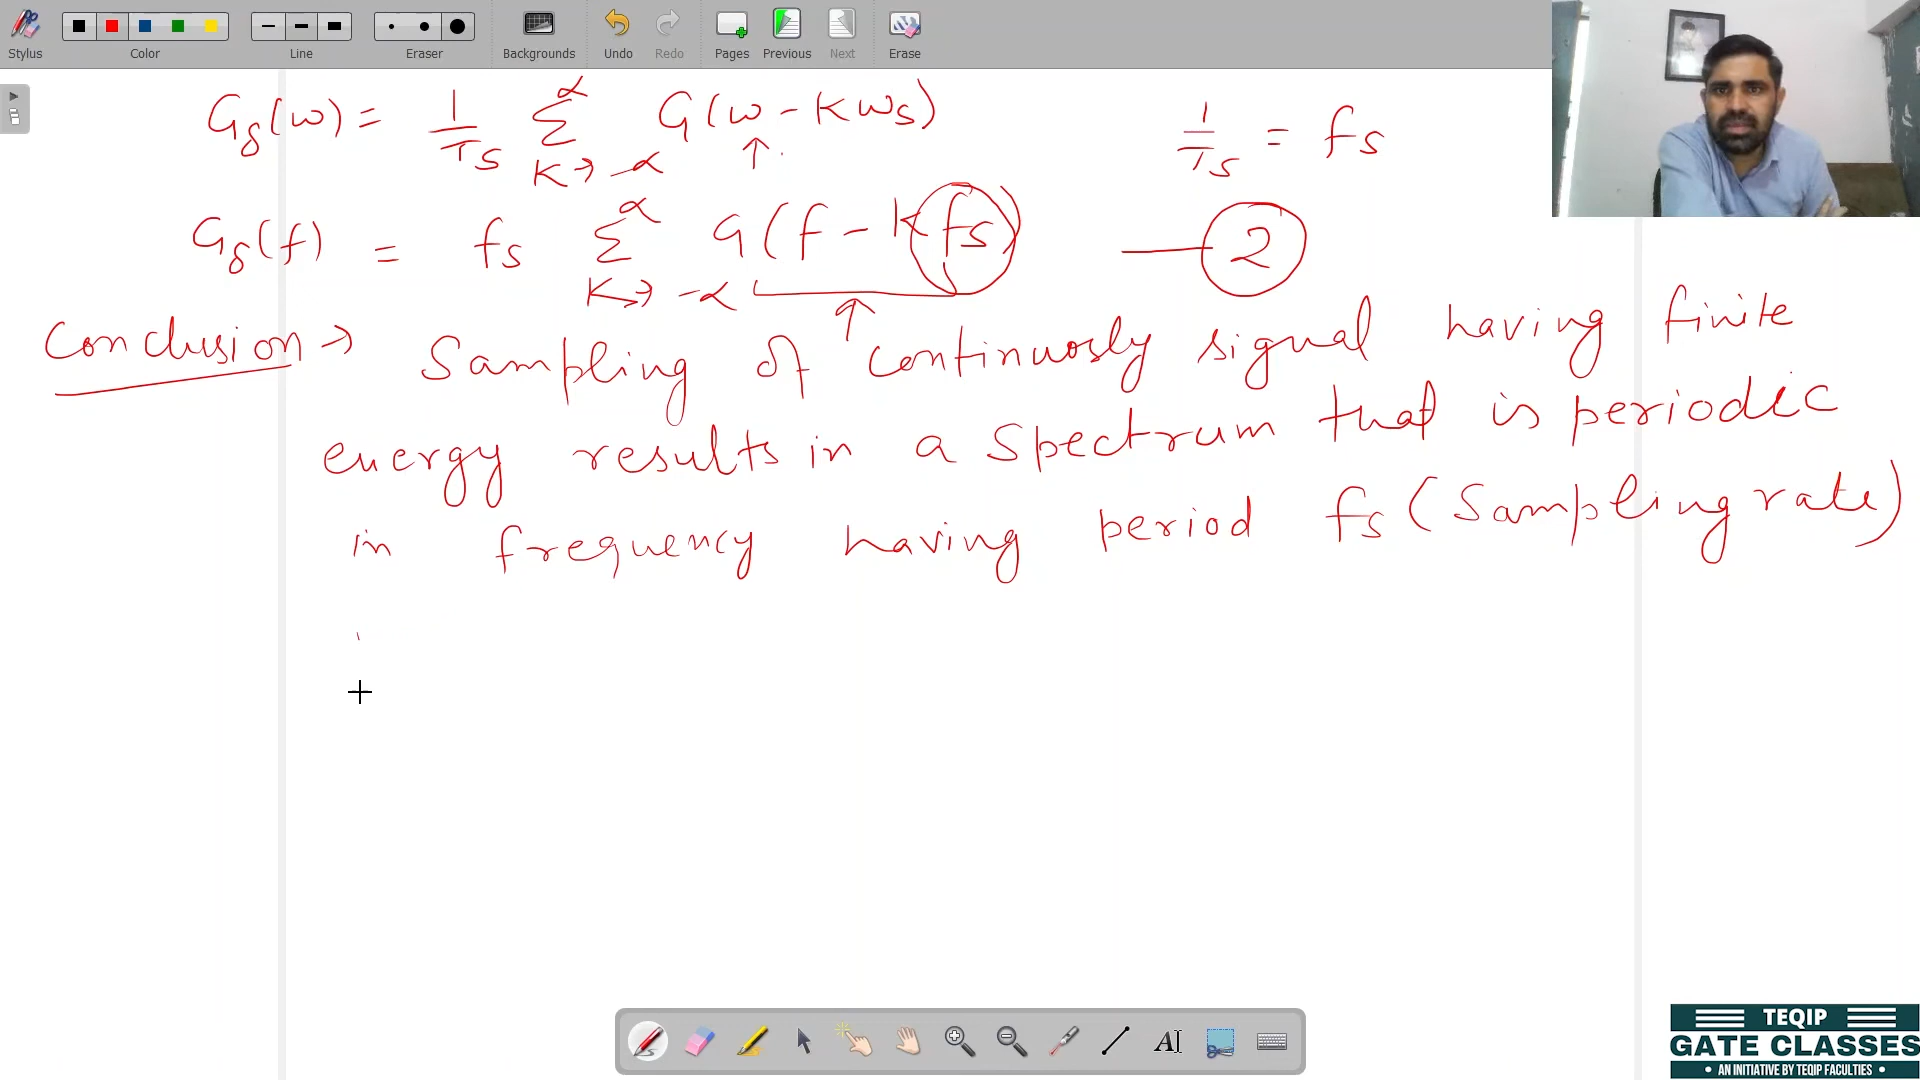 Stylus Color Line Eraser Backgrounds Undo Redo Pages Previous Next Erase
Gδ(ω) = 1/Ts Σ G(ω - Kωs) 1/Ts = fs
α
K→ -α
Gδ(f) = fs Σ G(f - Kfs) — 2
α
K→ -α
Conclusion → Sampling of continuosly signal having finite
energy results in a spectrum that is periodic
in frequency having period fs (Sampling rate)
TEQIP
GATE CLASSES
• AN INITIATIVE BY TEQIP FACULTIES •